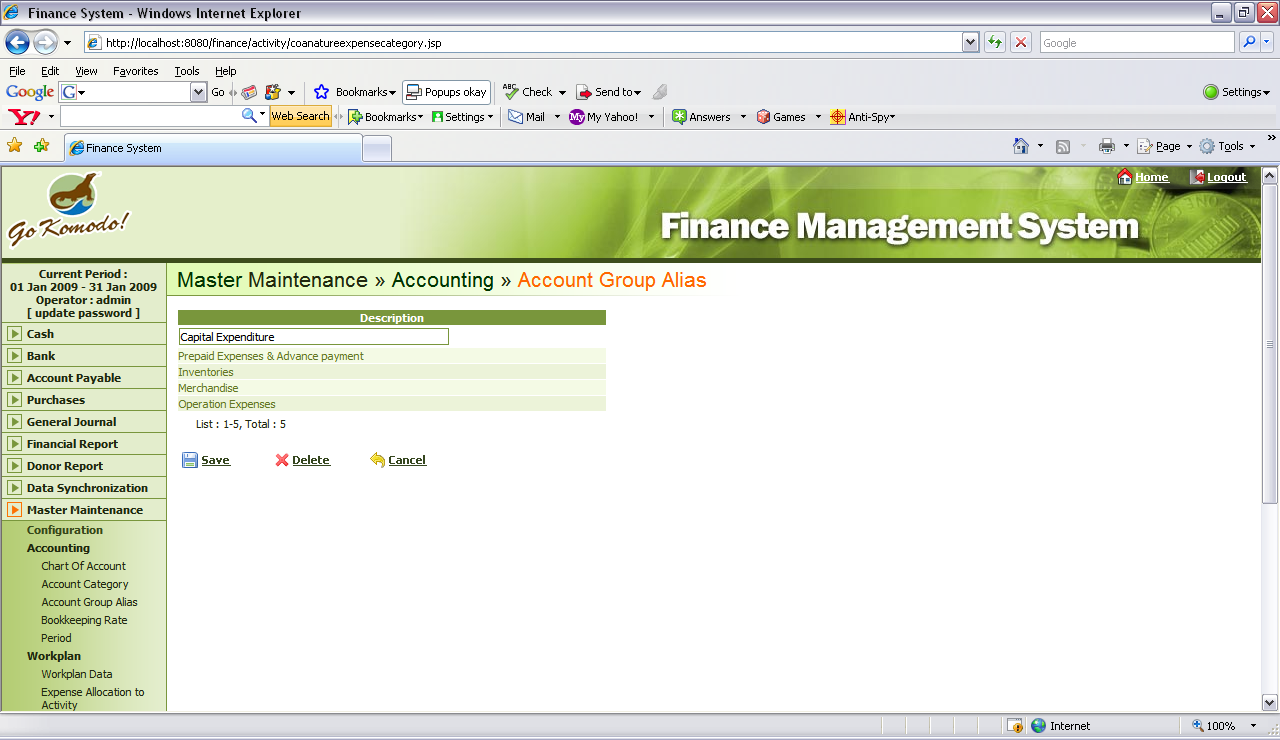 Finance System - Windows Internet Explorer
http://localhost:8080/finance/activity/coanatureexpensecategory.jsp
Google
File Edit View Favorites Tools Help
Google G Go Bookmarks Popups okay ABC Check Send to Settings
Y! Web Search Bookmarks Settings Mail My My Yahoo! Answers Games Anti-Spy
Finance System
Page Tools »
Go Komodo!
Home Logout
Finance Management System
Current Period :
01 Jan 2009 - 31 Jan 2009
Operator : admin
[ update password ]
Cash
Bank
Account Payable
Purchases
General Journal
Financial Report
Donor Report
Data Synchronization
Master Maintenance
Configuration
Accounting
Chart Of Account
Account Category
Account Group Alias
Bookkeeping Rate
Period
Workplan
Workplan Data
Expense Allocation to
Activity
Master Maintenance » Accounting » Account Group Alias
Description
Capital Expenditure
Prepaid Expenses & Advance payment
Inventories
Merchandise
Operation Expenses
List : 1-5, Total : 5
Save Delete Cancel
Internet 100%